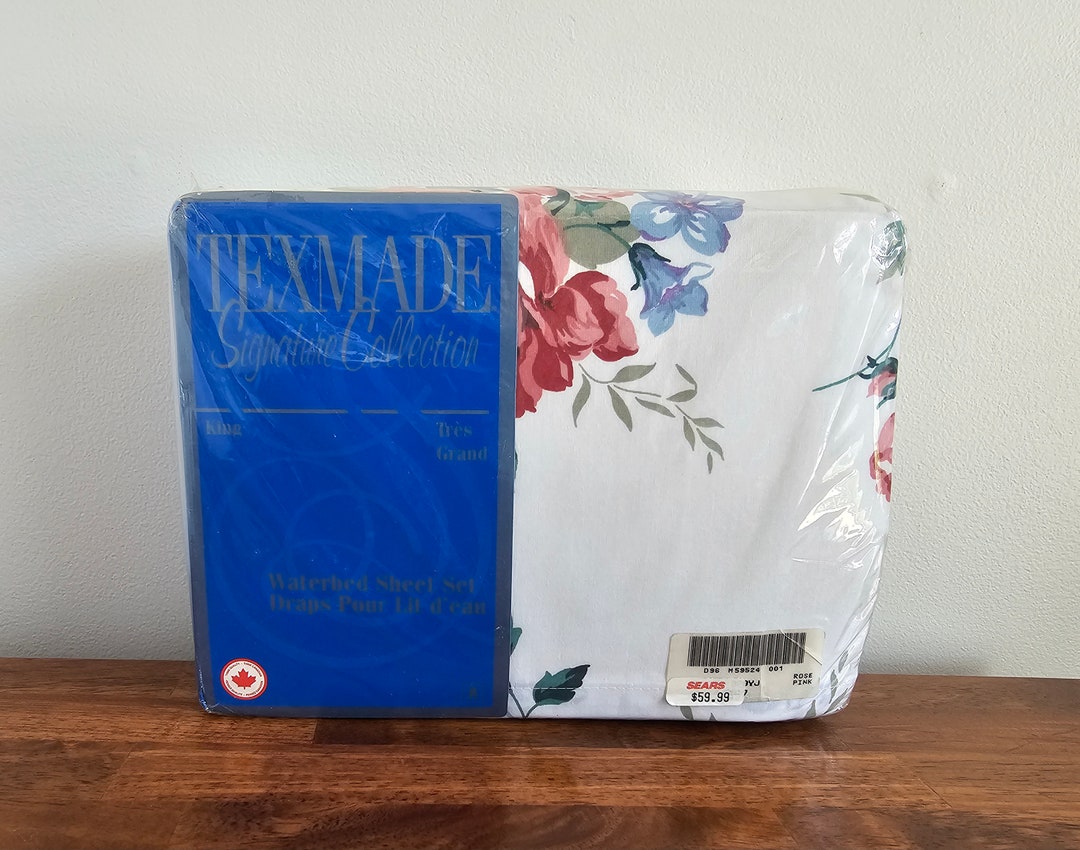 TEXMADE
Signature Collection
King
Très
Grand
Waterbed Sheet Set
Draps Pour Lit d'eau
D96 M59524 001
ROSE
PINK
SEARS
$59.99